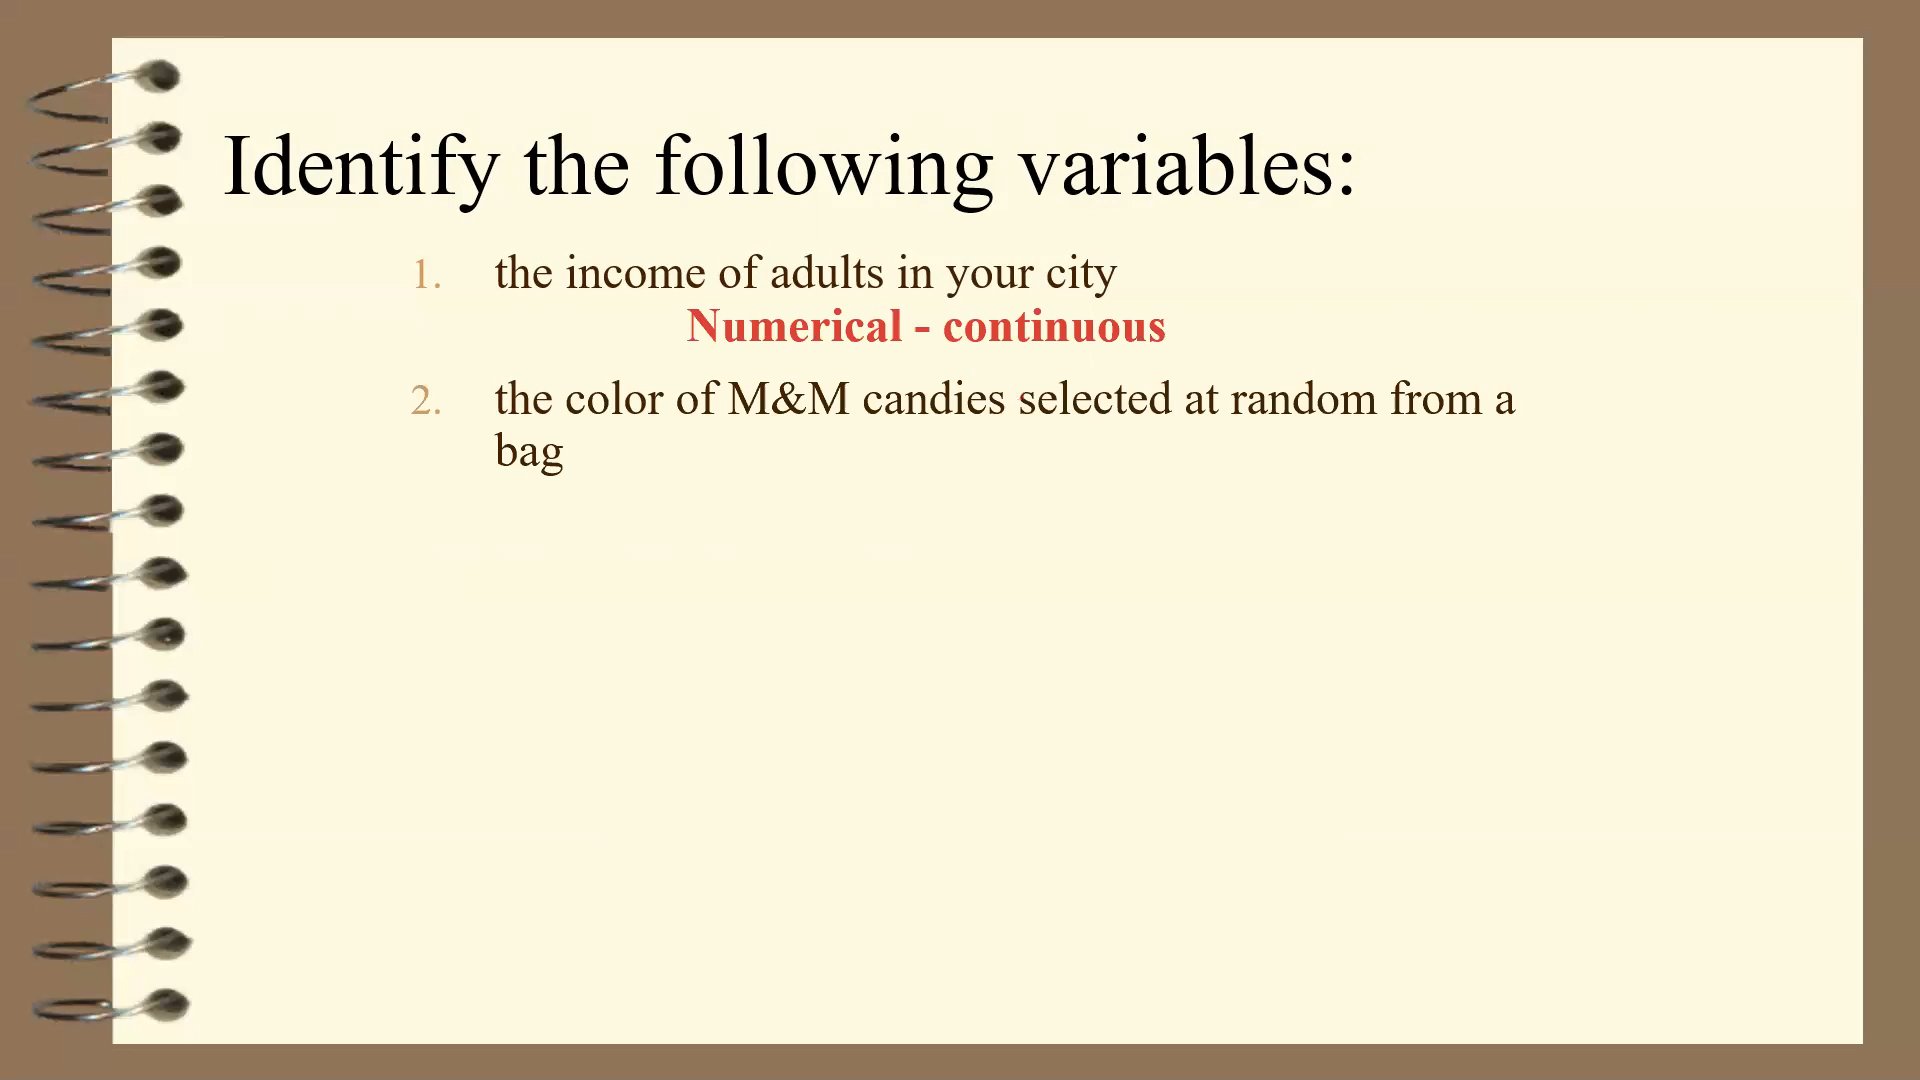 Identify the following variables:
1. the income of adults in your city
Numerical - continuous
2. the color of M&M candies selected at random from a
bag